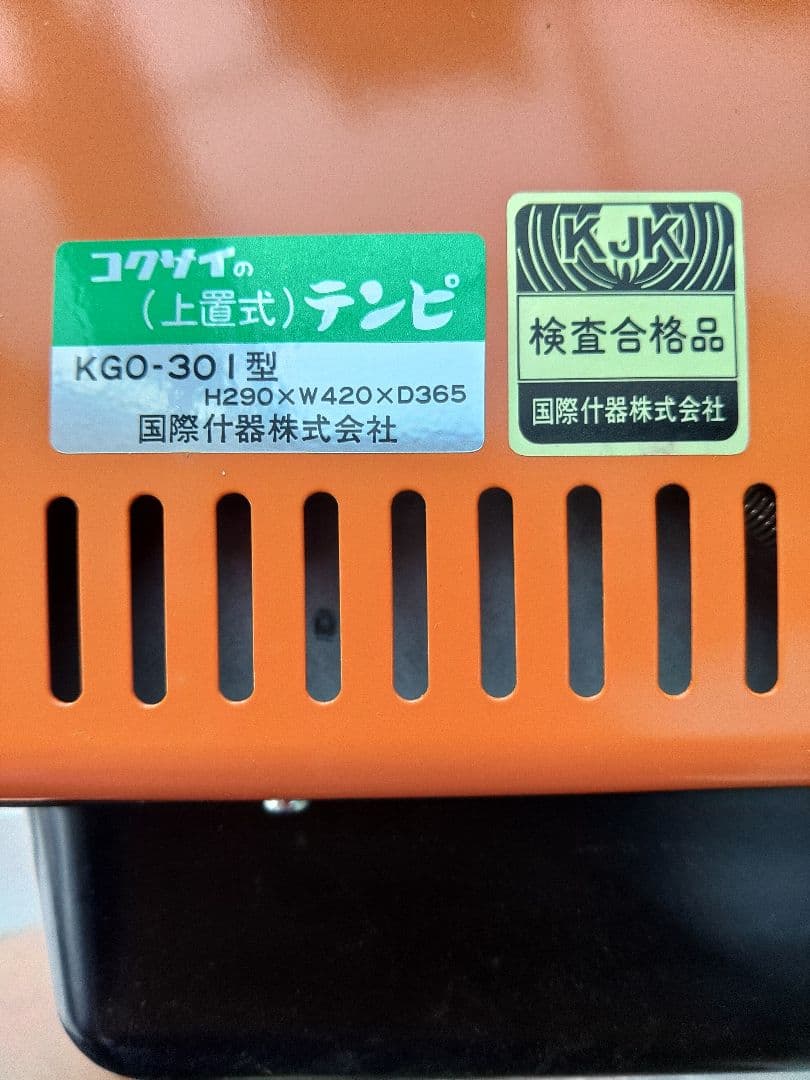 コクサイの
(上置式)テンピ
KGO-301型
H290×W420×D365
国際什器株式会社
KJK
検査合格品
国際什器株式会社